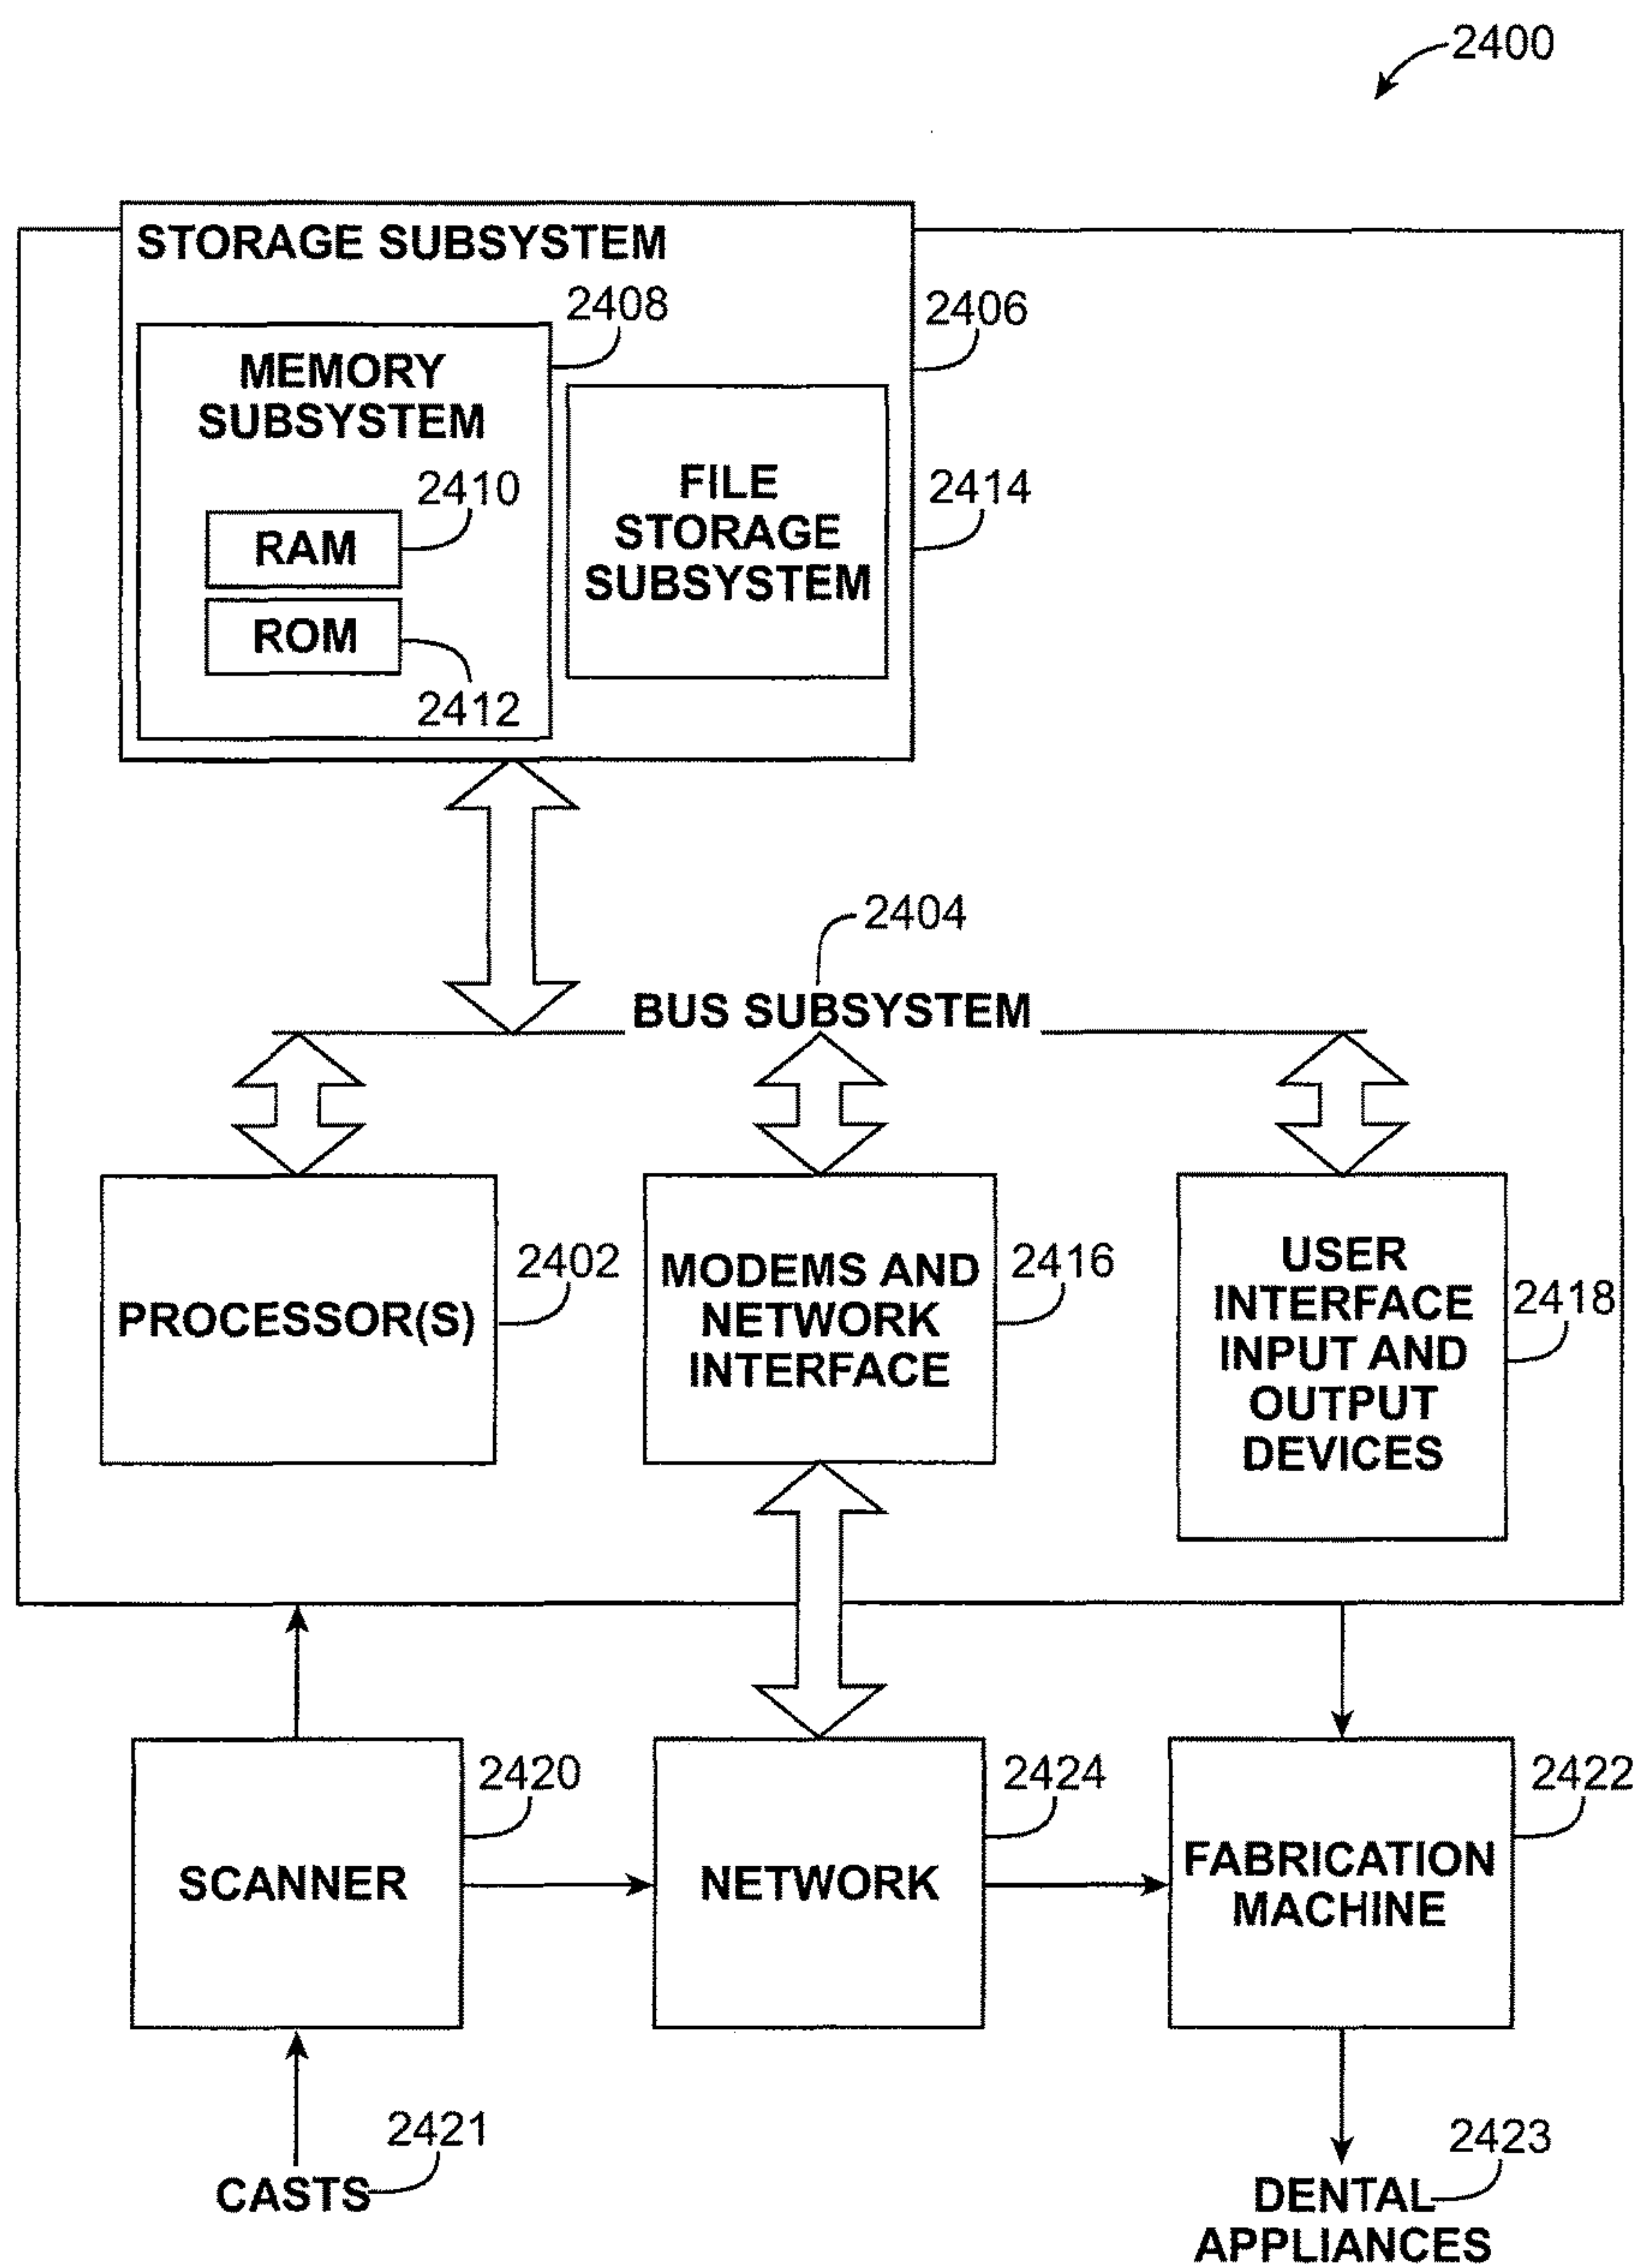 2400
STORAGE SUBSYSTEM
2408
2406
MEMORY
SUBSYSTEM
2410
RAM
ROM
2412
FILE
STORAGE
SUBSYSTEM
2414
2404
BUS SUBSYSTEM
PROCESSOR(S)
2402
MODEMS AND
NETWORK
INTERFACE
2416
USER
INTERFACE
INPUT AND
OUTPUT
DEVICES
2418
SCANNER
2420
NETWORK
2424
FABRICATION
MACHINE
2422
CASTS
2421
DENTAL
APPLIANCES
2423